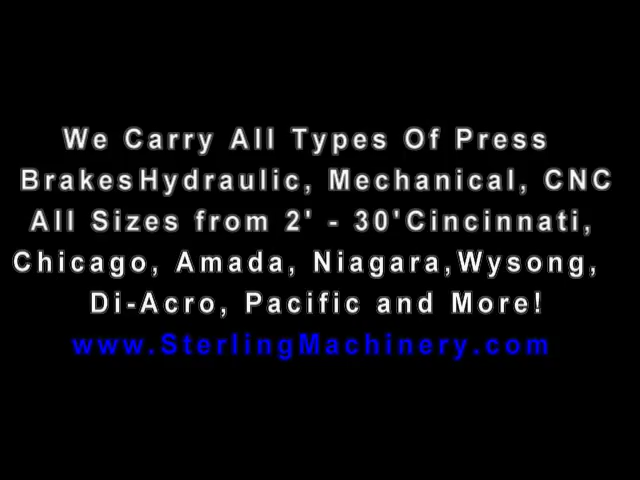 We Carry All Types Of Press
BrakesHydraulic, Mechanical, CNC
All Sizes from 2' - 30'Cincinnati,
Chicago, Amada, Niagara,Wysong,
Di-Acro, Pacific and More!
www.SterlingMachinery.com